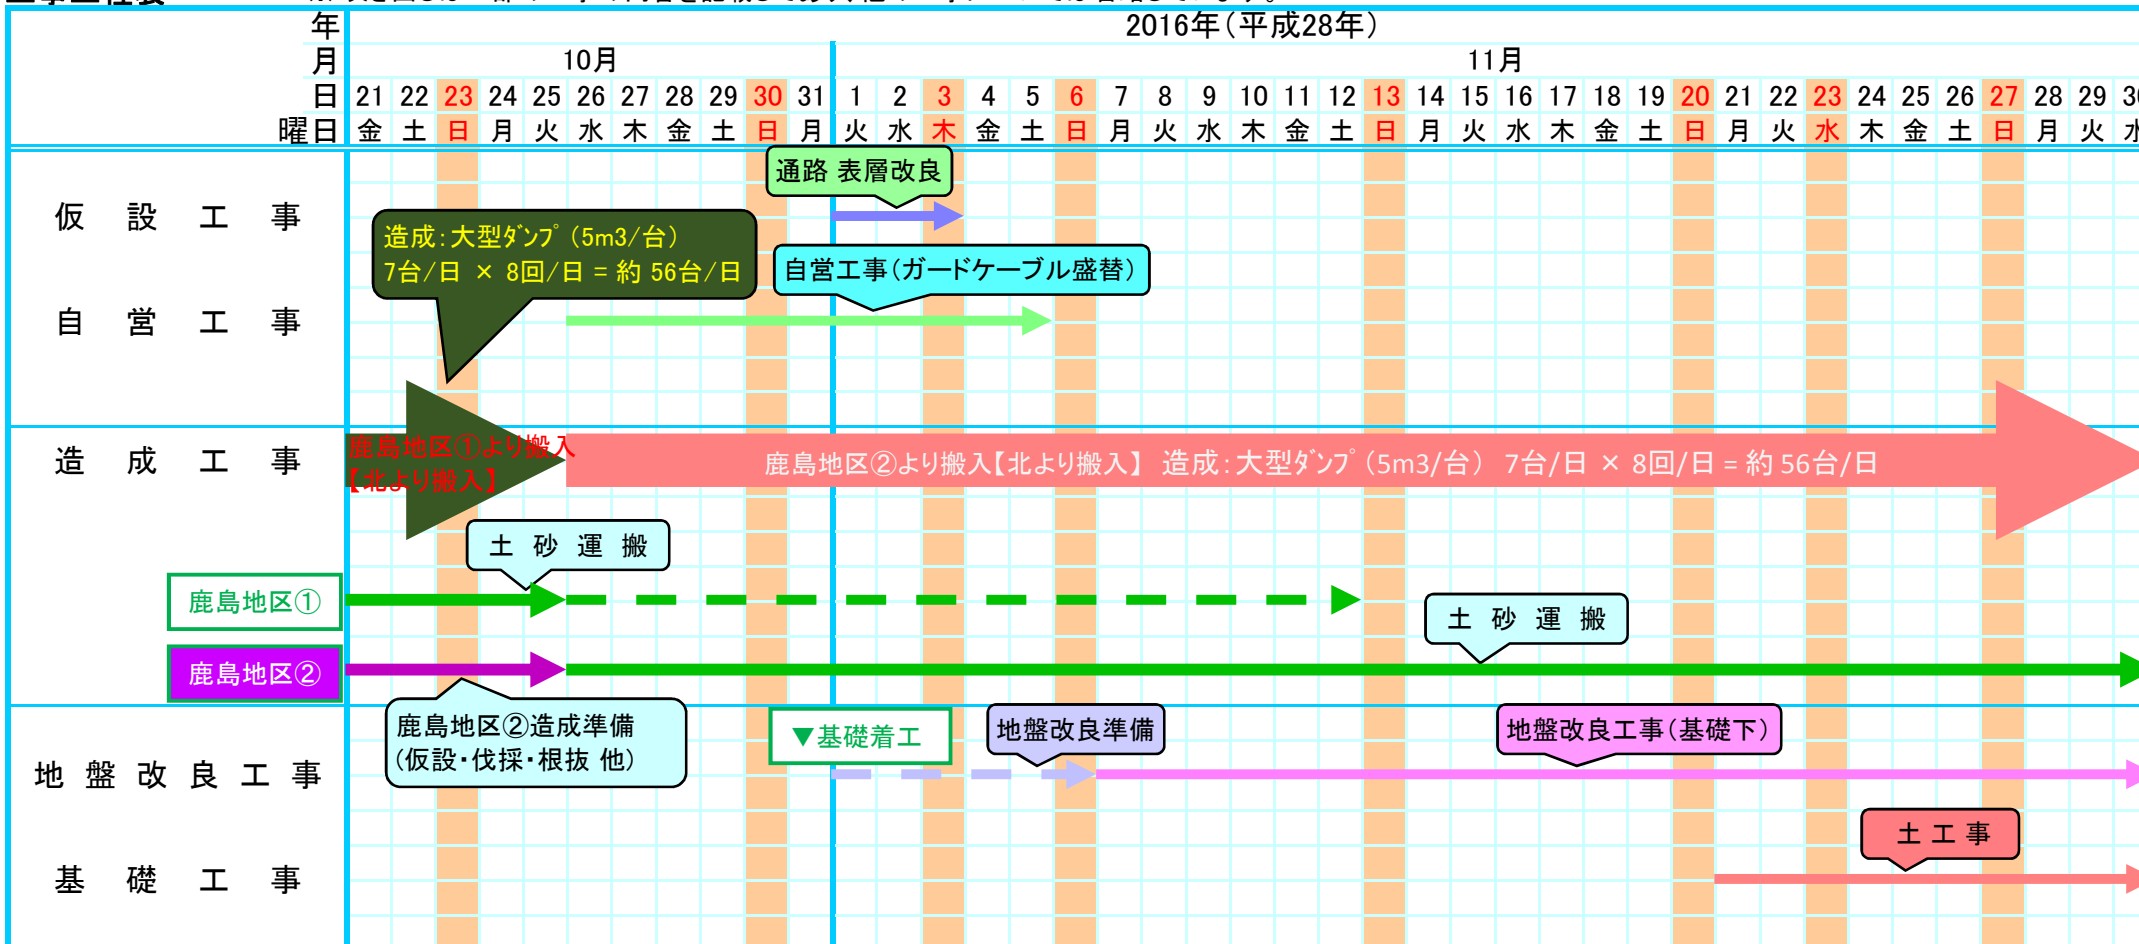 年 2016年(平成28年)
月 10月 11月
日 21 22 23 24 25 26 27 28 29 30 31 1 2 3 4 5 6 7 8 9 10 11 12 13 14 15 16 17 18 19 20 21 22 23 24 25 26 27 28 29 30
曜日 金 土 日 月 火 水 木 金 土 日 月 火 水 木 金 土 日 月 火 水 木 金 土 日 月 火 水 木 金 土 日 月 火 水 木 金 土 日 月 火 水
通路 表層改良
仮設工事
造成:大型ﾀﾞﾝﾌﾟ(5m3/台)
7台/日 × 8回/日 = 約 56台/日
自営工事(ガードケーブル盛替)
自営工事
造成工事
鹿島地区①より搬入
【北より搬入】
鹿島地区②より搬入【北より搬入】 造成:大型ﾀﾞﾝﾌﾟ(5m3/台) 7台/日 × 8回/日 = 約 56台/日
土砂運搬
鹿島地区①
土砂運搬
鹿島地区②
鹿島地区②造成準備
(仮設・伐採・根抜 他)
▼基礎着工
地盤改良準備
地盤改良工事(基礎下)
地盤改良工事
土工事
基礎工事